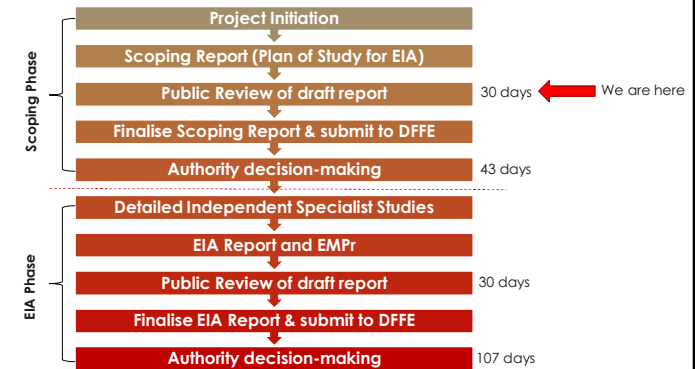 Project Initiation
Scoping Report (Plan of Study for EIA)
Public Review of draft report
30 days
We are here
Finalise Scoping Report & submit to DFFE
Authority decision-making
43 days
Scoping Phase
Detailed Independent Specialist Studies
EIA Report and EMPr
Public Review of draft report
30 days
Finalise EIA Report & submit to DFFE
Authority decision-making
107 days
EIA Phase